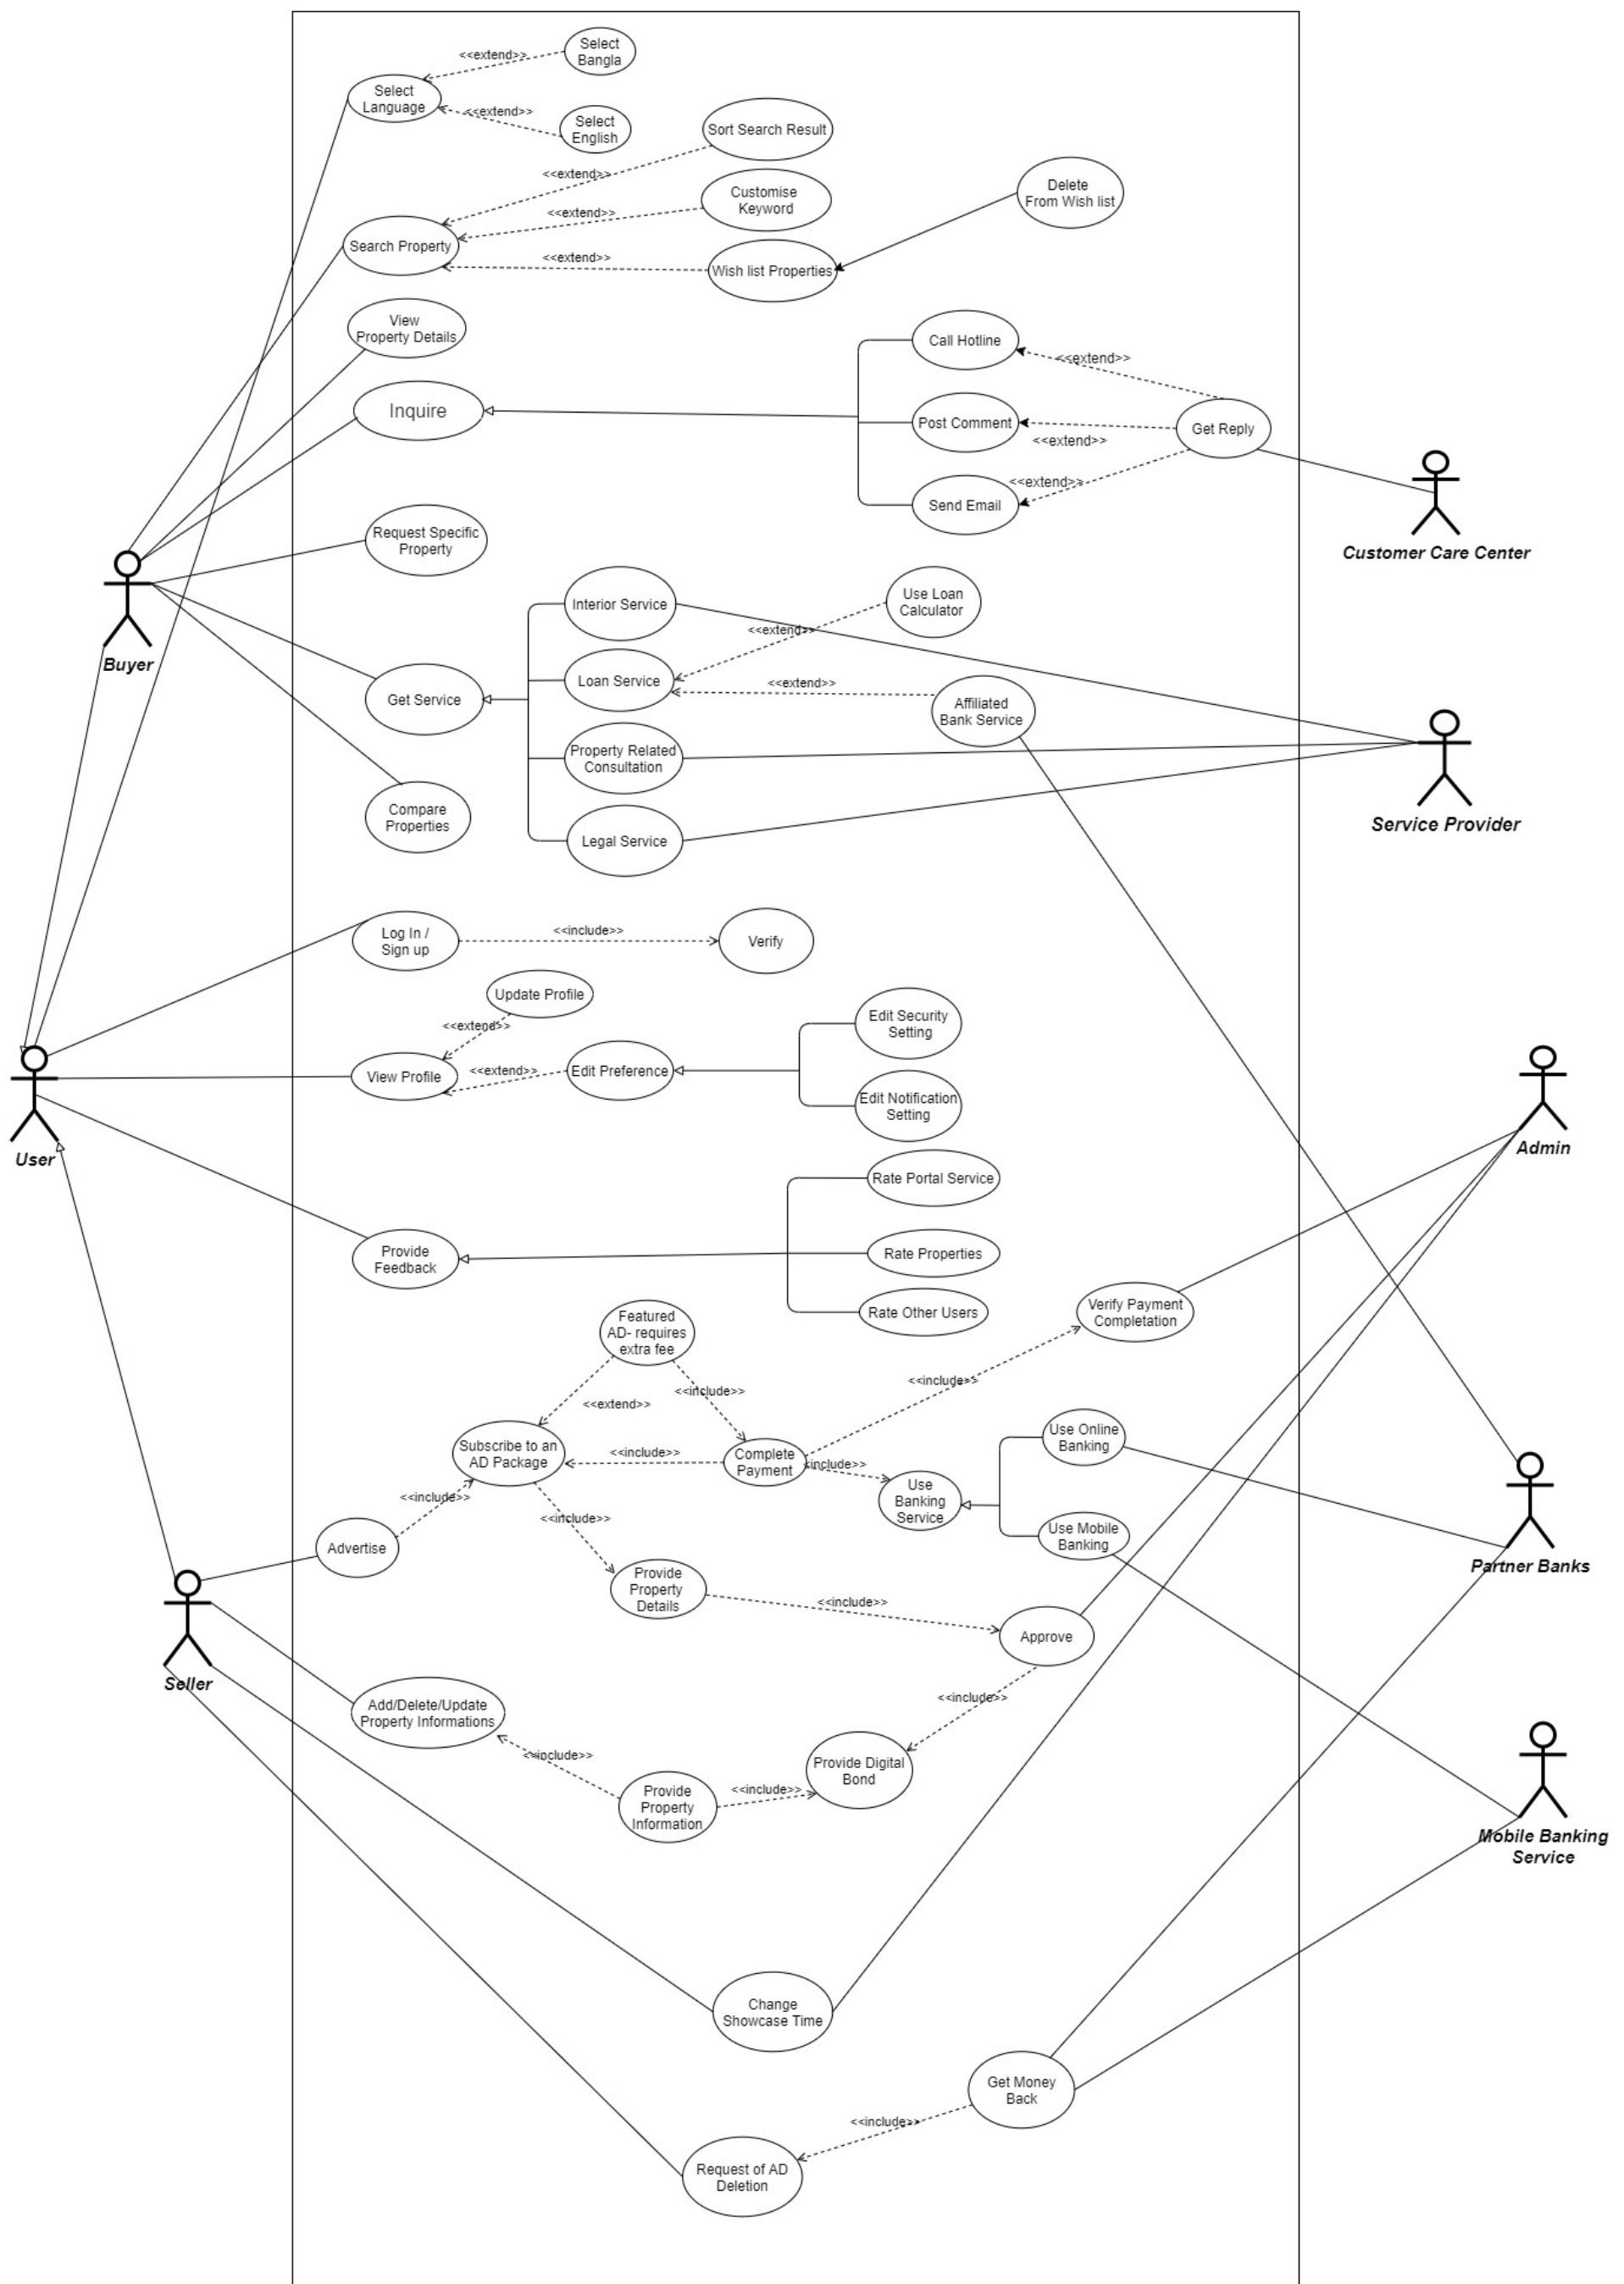 Select
Bangla
<<extend>>
Select
Language
<<extend>>
Select
English
Sort Search Result
<<extend>>
Customise
Keyword
<<extend>>
Delete
From Wish list
Search Property
<<extend>>
Wish list Properties
View
Property Details
Call Hotline
<<extend>>
Inquire
Post Comment
Get Reply
<<extend>>
<<extend>>
Send Email
Customer Care Center
Request Specific
Property
Buyer
Interior Service
Use Loan
Calculator
<<extend>>
Loan Service
<<extend>>
Get Service
Affiliated
Bank Service
Property Related
Consultation
Compare
Properties
Legal Service
Service Provider
Log In /
Sign up
<<include>>
Verify
Update Profile
<<extend>>
Edit Security
Setting
View Profile
<<extend>>
Edit Preference
Edit Notification
Setting
User
Admin
Rate Portal Service
Provide
Feedback
Rate Properties
Rate Other Users
Featured
AD- requires
extra fee
Verify Payment
Completation
<<include>>
<<include>>
<<extend>>
Subscribe to an
AD Package
<<include>>
Complete
Payment
<<include>>
Use Online
Banking
Use
Banking
Service
<<include>>
<<include>>
Use Mobile
Banking
Advertise
Partner Banks
Provide
Property
Details
<<include>>
Approve
Seller
<<include>>
Add/Delete/Update
Property Informations
<<include>>
Provide Digital
Bond
<<include>>
Provide
Property
Information
Mobile Banking
Service
Change
Showcase Time
Get Money
Back
<<include>>
Request of AD
Deletion